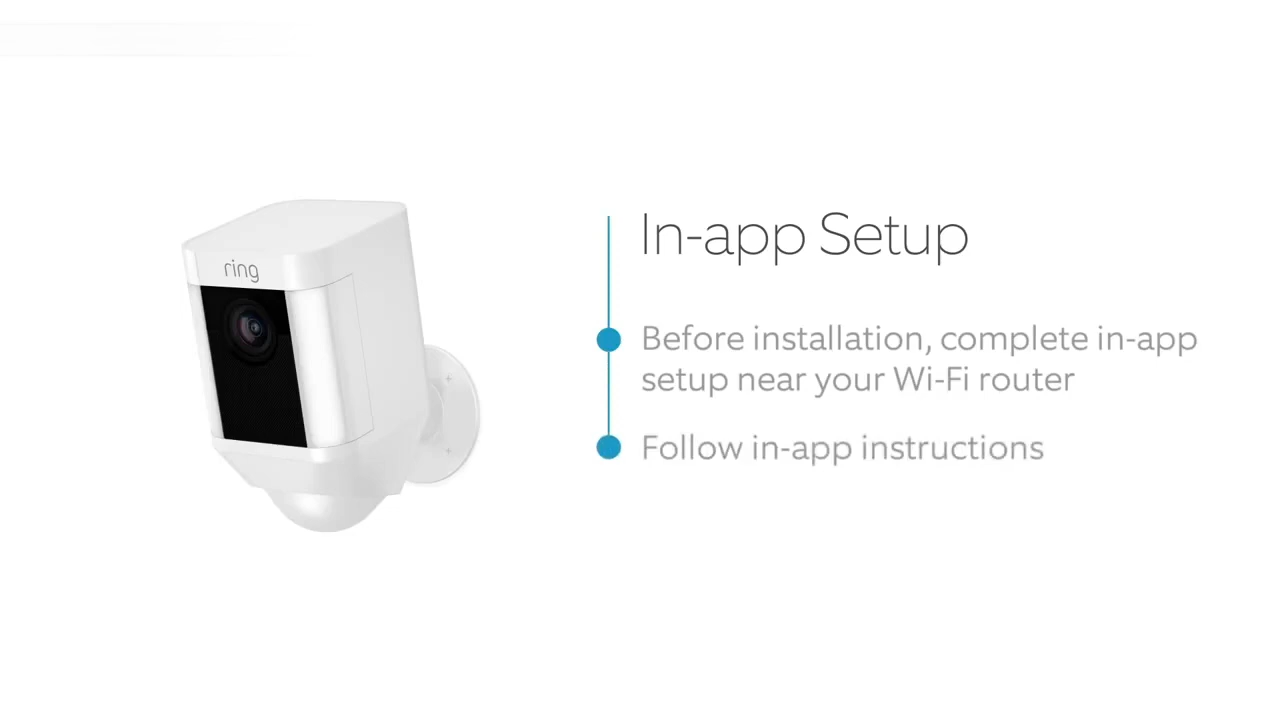 ring
In-app Setup
Before installation, complete in-app
setup near your Wi-Fi router
Follow in-app instructions